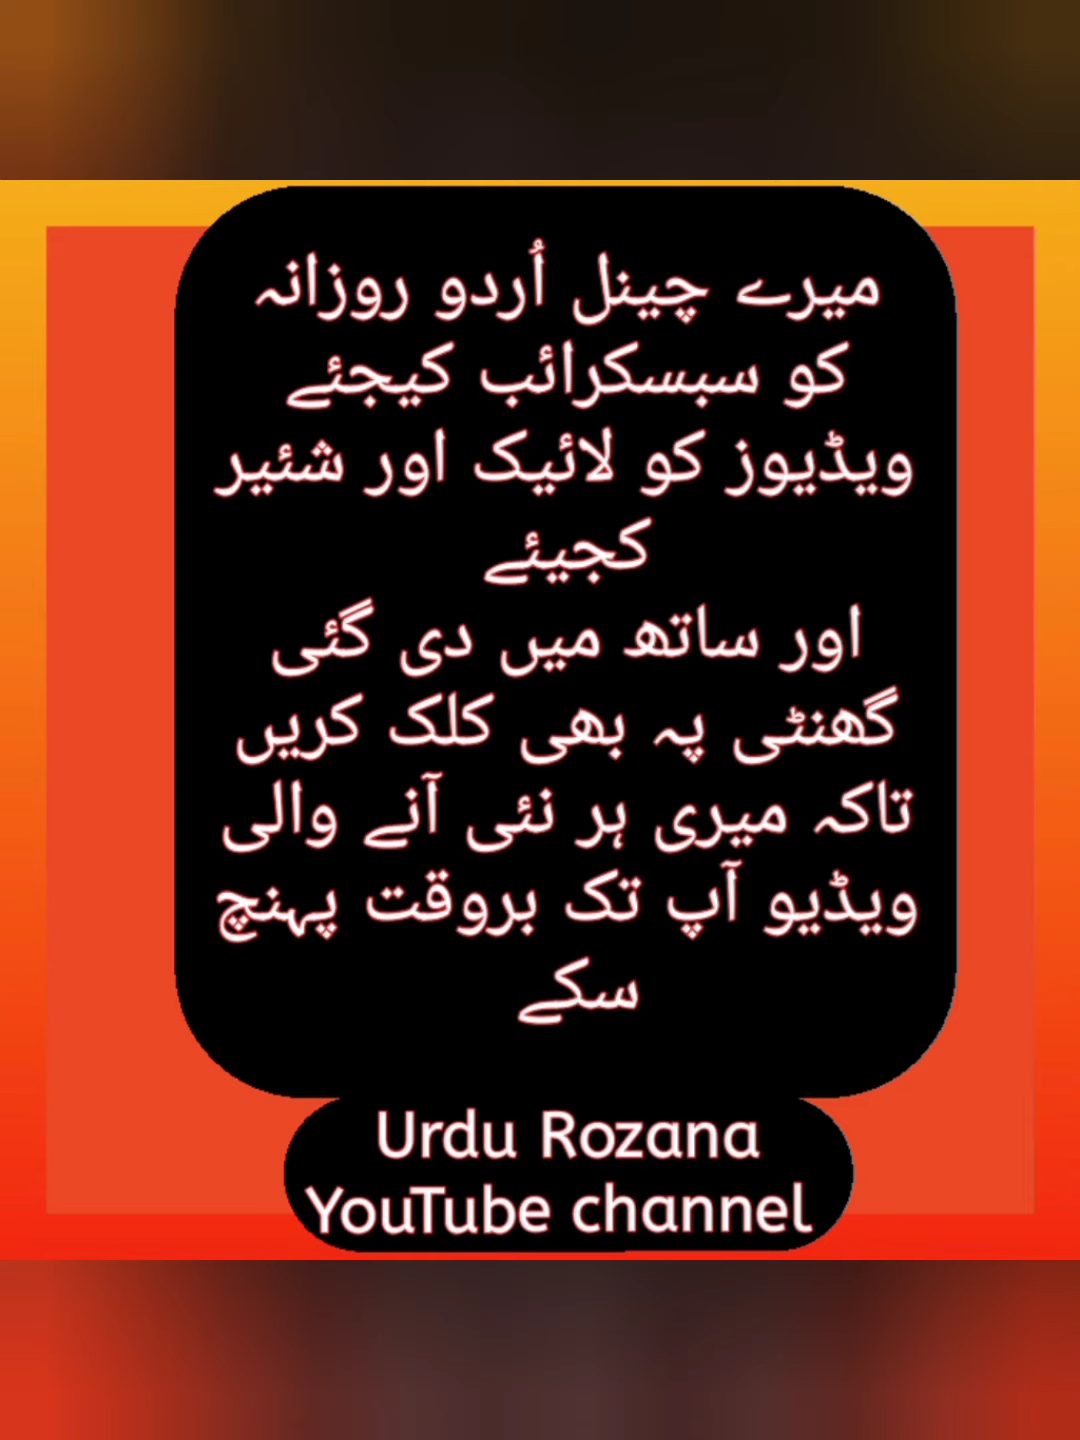 میرے چینل اُردو روزانہ
کو سبسکرائب کیجئے
ویڈیوز کو لائیک اور شئیر
کجیئے
اور ساتھ میں دی گئی
گھنٹی پہ بھی کلک کریں
تاکہ میری ہر نئی آنے والی
ویڈیو آپ تک بروقت پہنچ
سکے
Urdu Rozana
YouTube channel